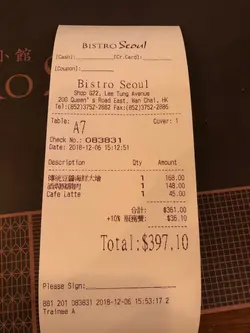 小館
BISTRO Seoul
(Cash):
(Cr.Card):
(Coupon):
Bistro Seoul
Shop G22, Lee Tung Avenue
200 Queen's Road East, Wan Chai, HK
Tel:(852)3752-2882 Fax:(852)3752-2886
Table: Cover: 1
A7
Check No.: 083831
Date: 2018-12-06 15:12:51
Description Qty Amount
1 168.00
1 148.00
Cafe Latte 1 45.00
合計: $361.00
+10% 服務費: $36.10
Total:$397.10
Please Sign:
881 201 083831 2018-12-06 15:53:17 2
Trainee A